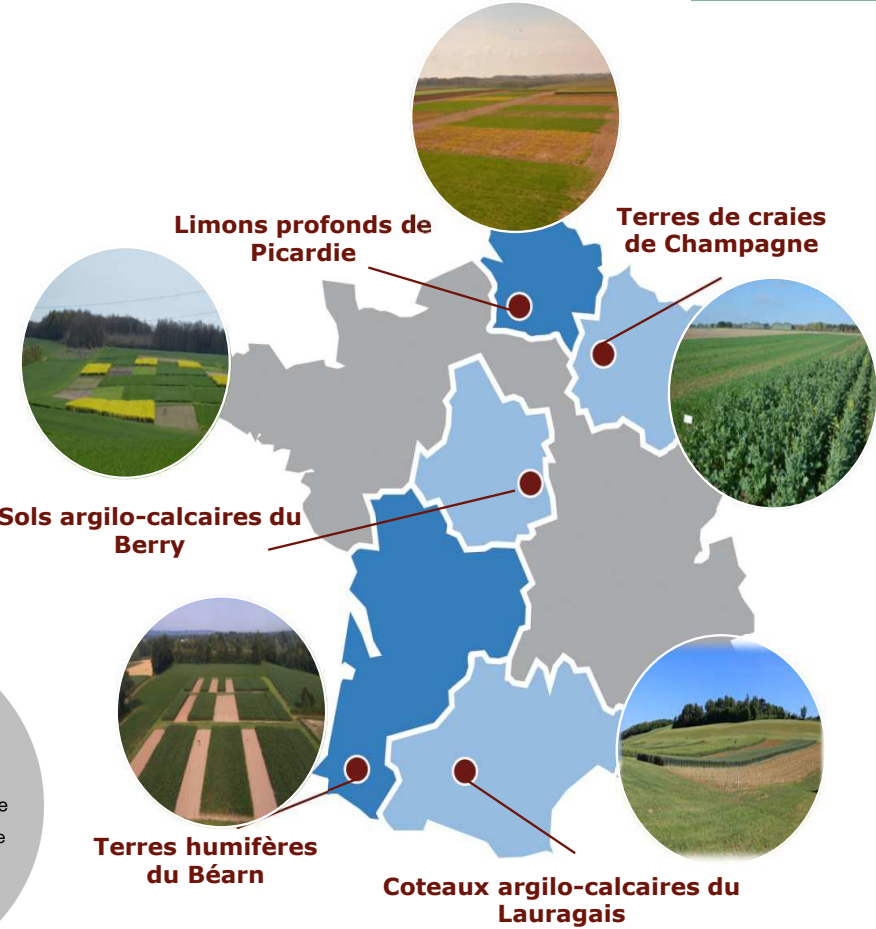 Limons profonds de
Picardie
Terres de craies
de Champagne
Sols argilo-calcaires du
Berry
e
e
Terres humifères
du Béarn
Coteaux argilo-calcaires du
Lauragais